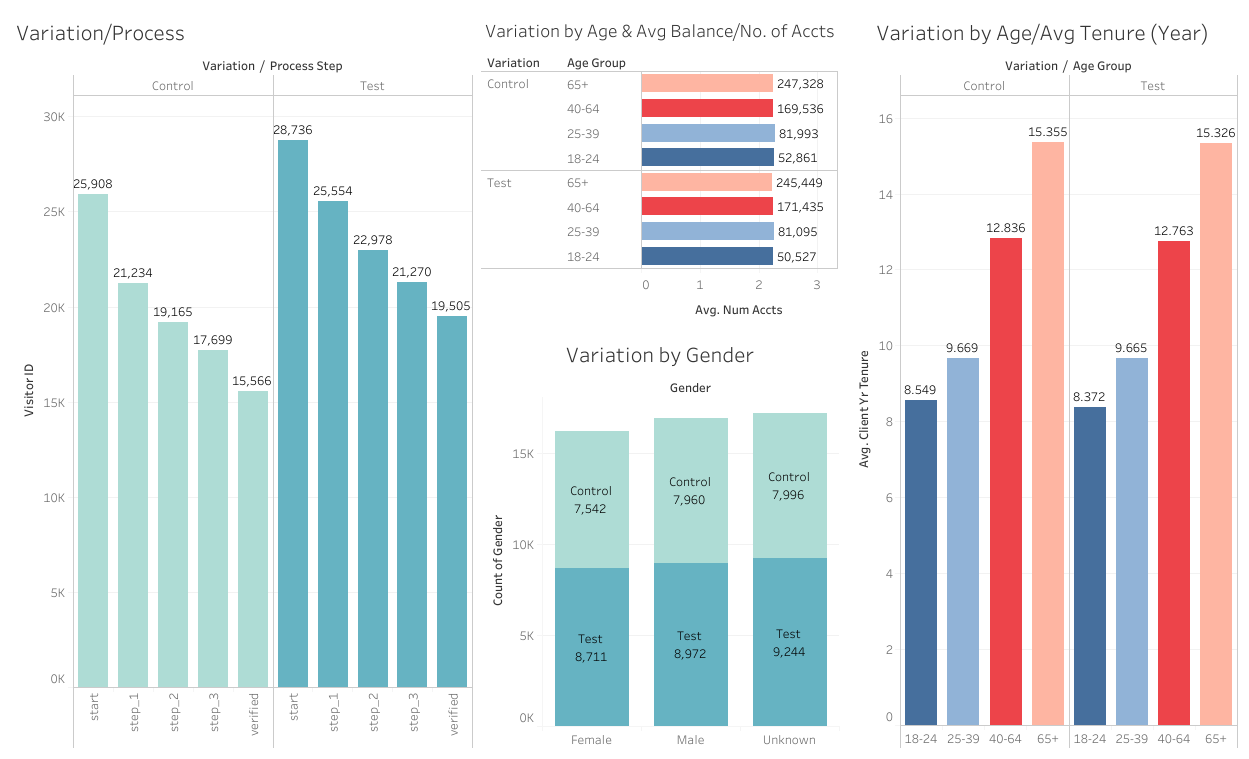 Variation/Process
Variation / Process Step
Control
Test
30K
25K
20K
15K
10K
5K
0K
Visitor ID
25,908
21,234
19,165
17,699
15,566
28,736
25,554
22,978
21,270
19,505
start
step_1
step_2
step_3
verified
start
step_1
step_2
step_3
verified
Variation by Age & Avg Balance/No. of Accts
Variation Age Group
Control 65+ 247,328
40-64 169,536
25-39 81,993
18-24 52,861
Test 65+ 245,449
40-64 171,435
25-39 81,095
18-24 50,527
0 1 2 3
Avg. Num Accts
Variation by Gender
Gender
15K
10K
5K
0K
Count of Gender
Control
7,542
Control
7,960
Control
7,996
Test
8,711
Test
8,972
Test
9,244
Female Male Unknown
Variation by Age/Avg Tenure (Year)
Variation / Age Group
Control
Test
16
14
12
10
8
6
4
2
0
Avg. Client Yr Tenure
8.549
9.669
12.836
15.355
8.372
9.665
12.763
15.326
18-24 25-39 40-64 65+ 18-24 25-39 40-64 65+